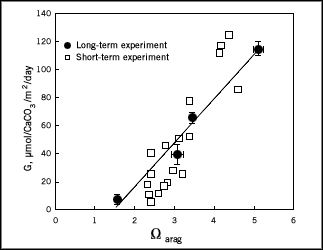 140
120
100
80
60
40
20
0
G, µmol/CaCO3/m²/day
Long-term experiment
Short-term experiment
0 1 2 3 4 5 6
Ω arag